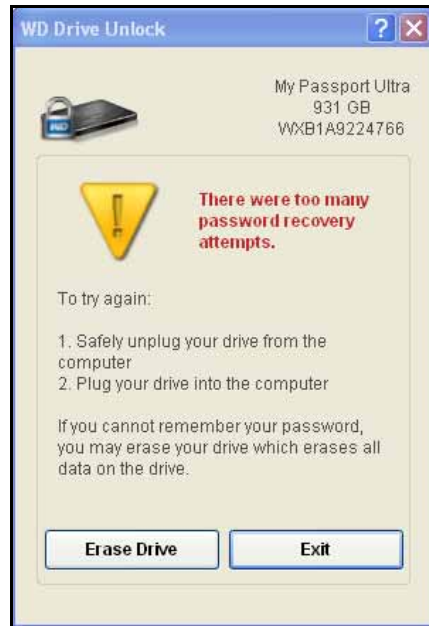 WD Drive Unlock
My Passport Ultra
931 GB
WXB1A9224766
WD
There were too many
password recovery
attempts.
To try again:
1. Safely unplug your drive from the
computer
2. Plug your drive into the computer
If you cannot remember your password,
you may erase your drive which erases all
data on the drive.
Erase Drive
Exit